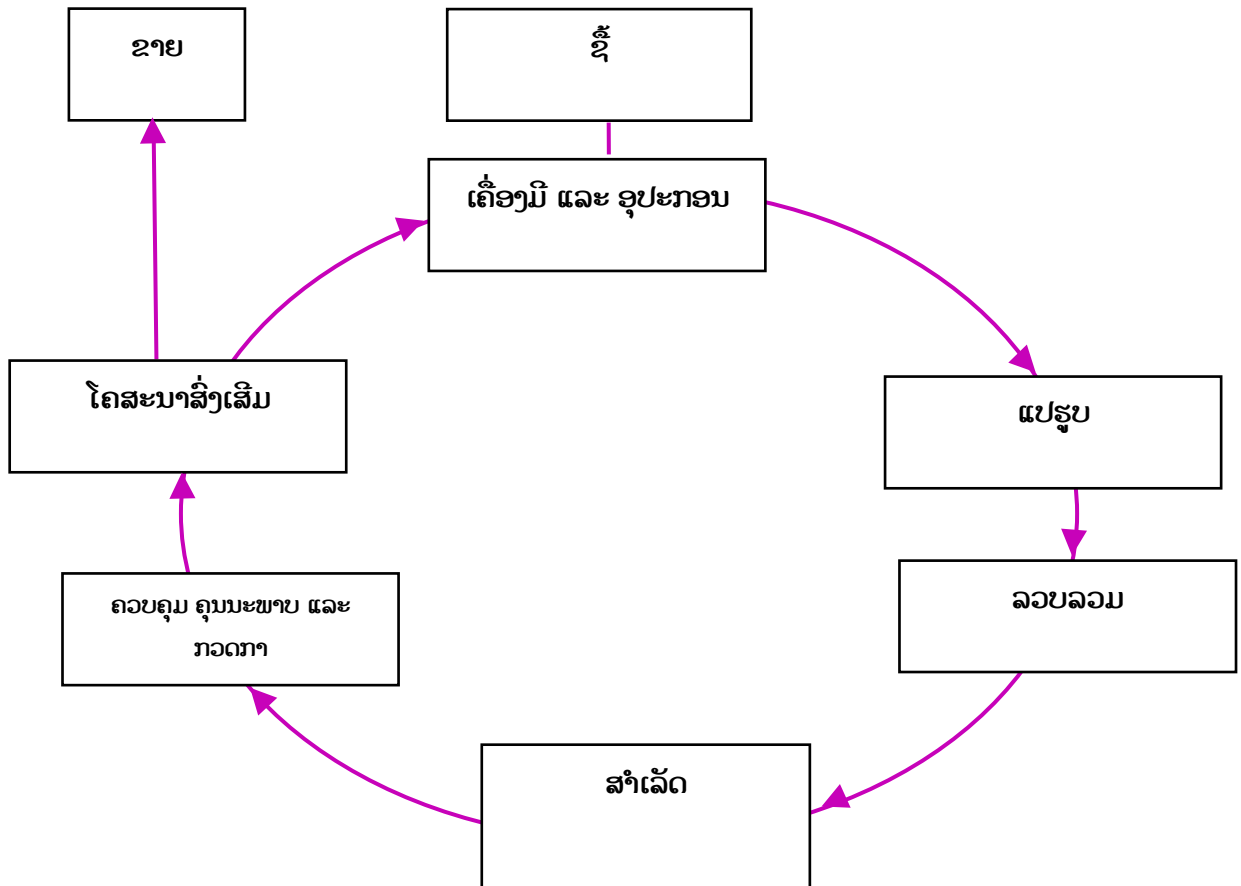 ຂາຍ
ຊື້
ເຄື່ອງມື ແລະ ອຸປະກອນ
ໂຄສະນາສົ່ງເສີມ
ແປຮູບ
ລວບລວມ
ຄວບຄຸມ ຄຸນນະພາບ ແລະ
ກວດກາ
ສຳເລັດ